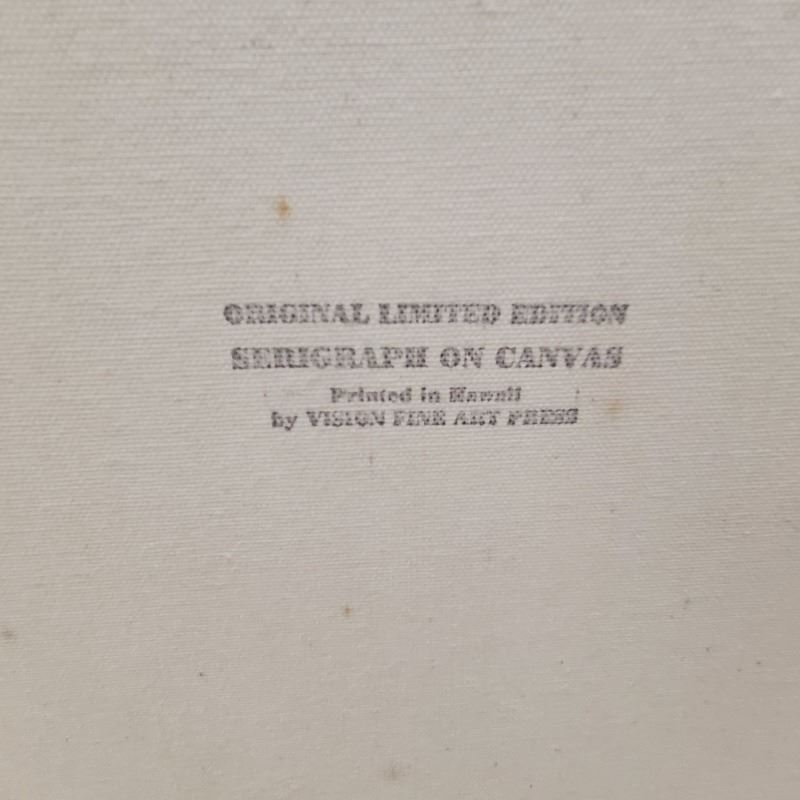 ORIGINAL LIMITED EDITION
SERIGRAPH ON CANVAS
Printed in Hawaii
by VISION FINE ART PRESS